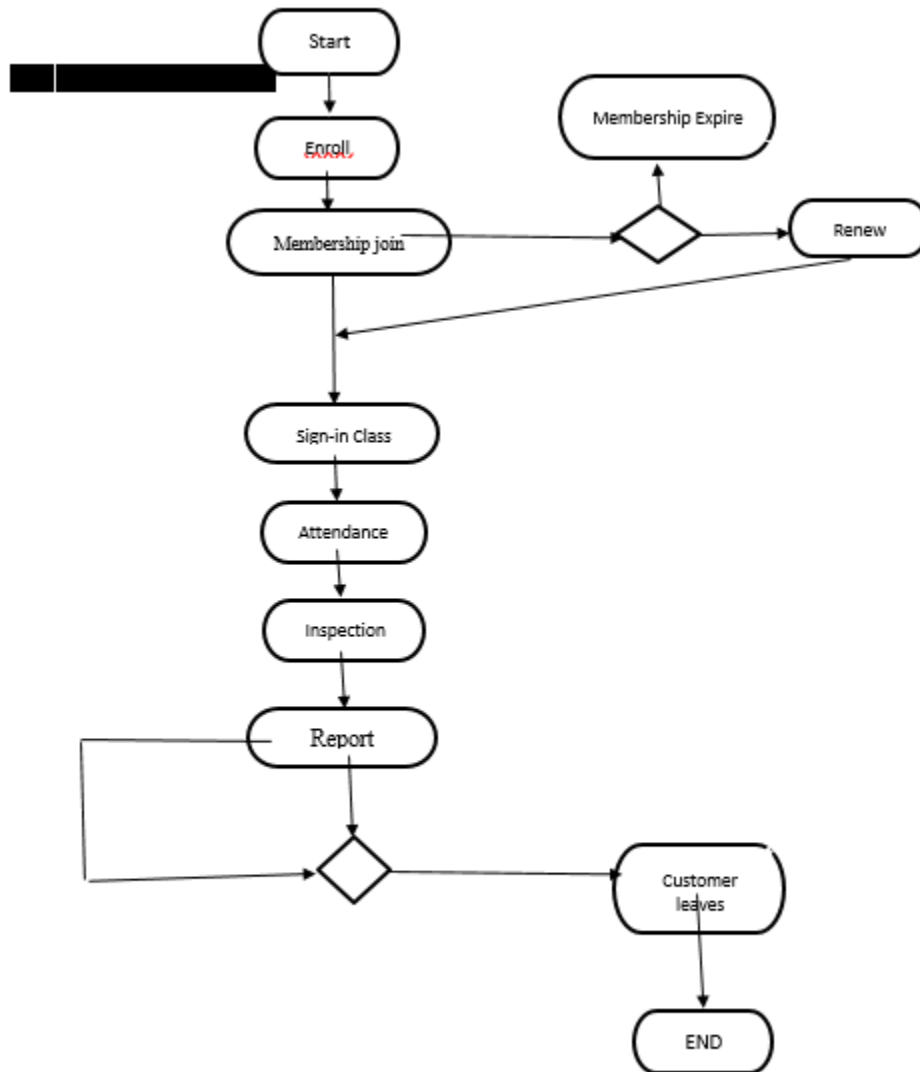 Start
Enroll
Membership Expire
Membership join
Renew
Sign-in Class
Attendance
Inspection
Report
Customer
leaves
END